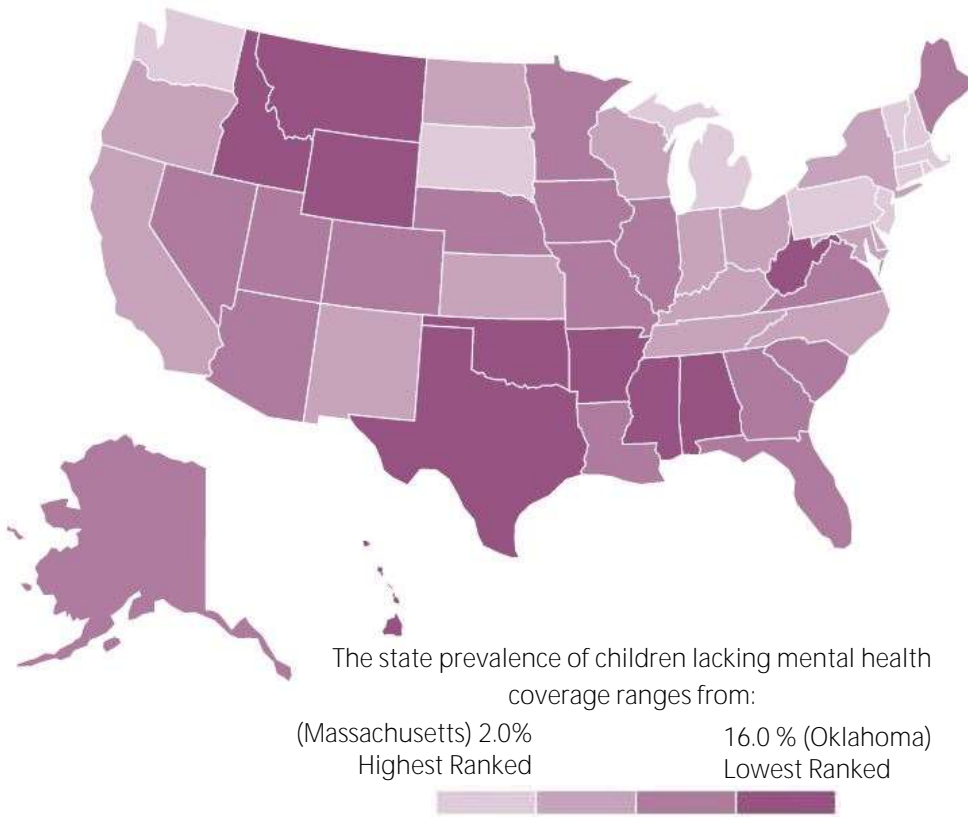 The state prevalence of children lacking mental health
coverage ranges from:
(Massachusetts) 2.0%
Highest Ranked
16.0 % (Oklahoma)
Lowest Ranked